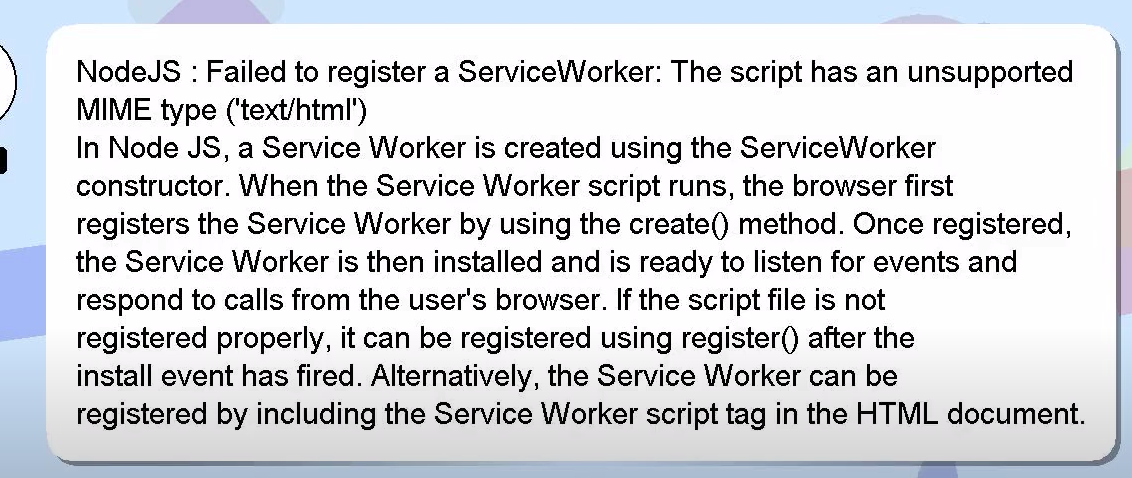 NodeJS : Failed to register a ServiceWorker: The script has an unsupported
MIME type ('text/html')
In Node JS, a Service Worker is created using the ServiceWorker
constructor. When the Service Worker script runs, the browser first
registers the Service Worker by using the create() method. Once registered,
the Service Worker is then installed and is ready to listen for events and
respond to calls from the user's browser. If the script file is not
registered properly, it can be registered using register() after the
install event has fired. Alternatively, the Service Worker can be
registered by including the Service Worker script tag in the HTML document.